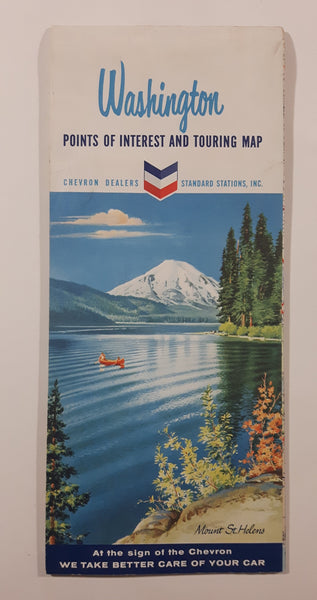 Washington
POINTS OF INTEREST AND TOURING MAP
CHEVRON DEALERS STANDARD STATIONS, INC.
Mount St. Helens
At the sign of the Chevron
WE TAKE BETTER CARE OF YOUR CAR